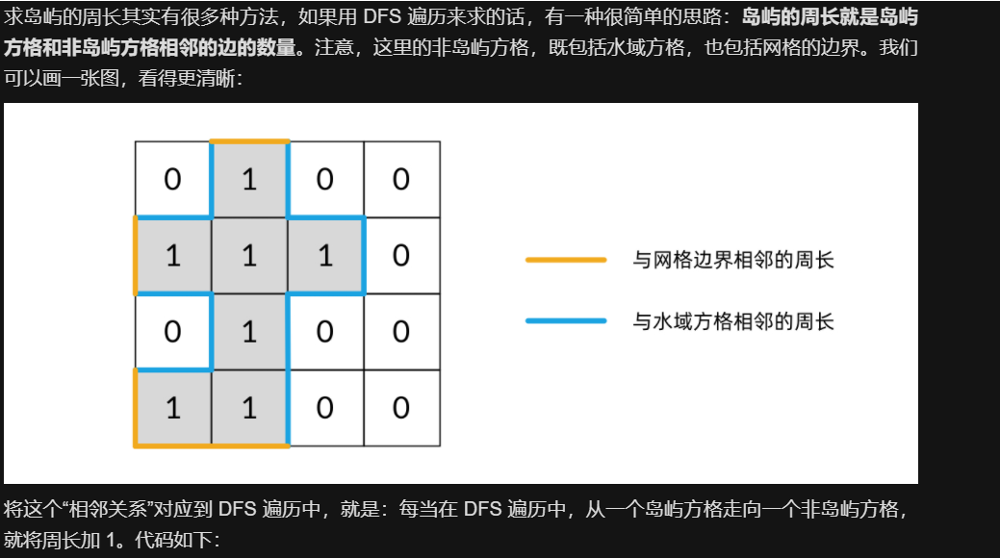 求岛屿的周长其实有很多种方法，如果用 DFS 遍历来求的话，有一种很简单的思路：岛屿的周长就是岛屿
方格和非岛屿方格相邻的边的数量。注意，这里的非岛屿方格，既包括水域方格，也包括网格的边界。我们
可以画一张图，看得更清晰：
0 1 0 0
1 1 1 0
0 1 0 0
1 1 0 0
与网格边界相邻的周长
与水域方格相邻的周长
将这个“相邻关系”对应到 DFS 遍历中，就是：每当在 DFS 遍历中，从一个岛屿方格走向一个非岛屿方格，
就将周长加 1。代码如下：